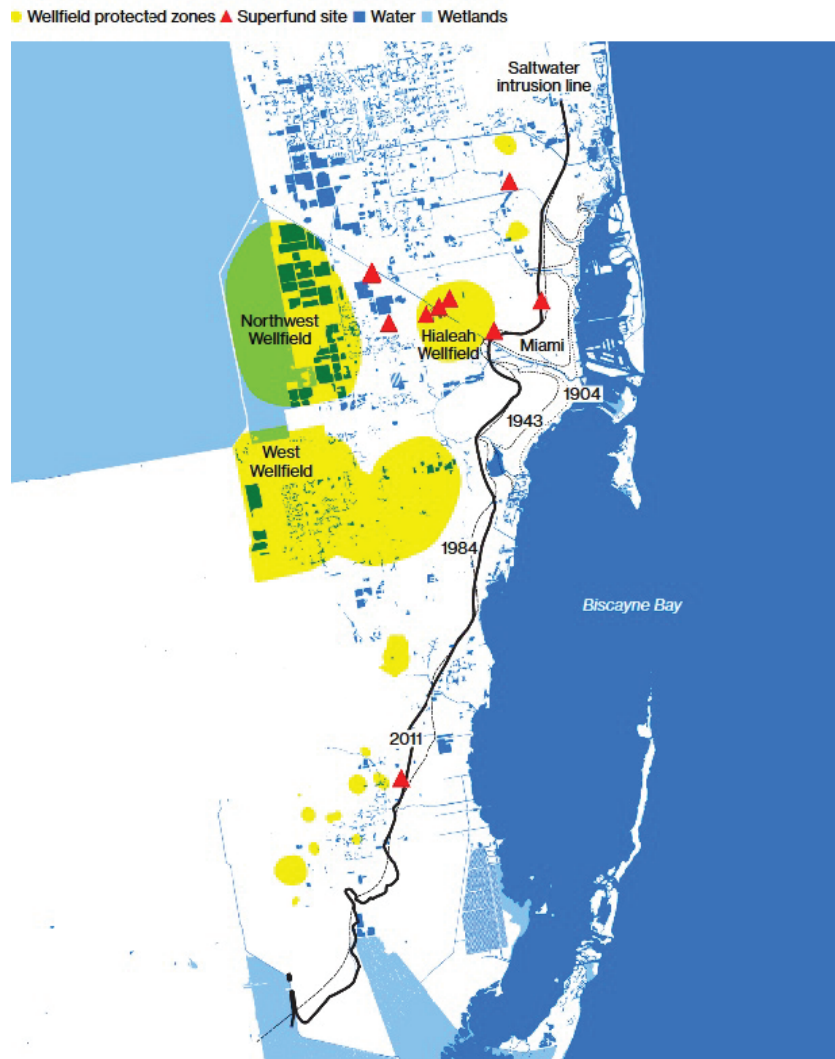 Wellfield protected zones Superfund site Water Wetlands
Saltwater
intrusion line
Northwest
Wellfield
Hialeah
Wellfield
Miami
1904
1943
West
Wellfield
1984
Biscayne Bay
2011